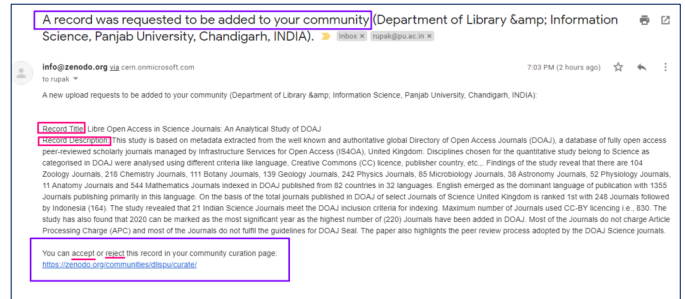 A record was requested to be added to your community (Department of Library &amp; Information
Science, Panjab University, Chandigarh, INDIA). Inbox × rupak@pu.ac.in ×
info@zenodo.org via cern.onmicrosoft.com 7:03 PM (2 hours ago)
to rupak
A new upload requests to be added to your community (Department of Library &amp; Information Science, Panjab University, Chandigarh, INDIA):
Record Title: Libre Open Access in Science Journals: An Analytical Study of DOAJ
Record Description: This study is based on metadata extracted from the well known and authoritative global Directory of Open Access Journals (DOAJ), a database of fully open access
peer-reviewed scholarly journals managed by Infrastructure Services for Open Access (IS4OA), United Kingdom. Disciplines chosen for the quantitative study belong to Science as
categorised in DOAJ were analysed using different criteria like language, Creative Commons (CC) licence, publisher country, etc.,. Findings of the study reveal that there are 104
Zoology Journals, 218 Chemistry Journals, 111 Botany Journals, 139 Geology Journals, 242 Physics Journals, 85 Microbiology Journals, 38 Astronomy Journals, 52 Physiology Journals,
11 Anatomy Journals and 544 Mathematics Journals indexed in DOAJ published from 82 countries in 32 languages. English emerged as the dominant language of publication with 1355
Journals publishing primarily in this language. On the basis of the total journals published in DOAJ of select Journals of Science United Kingdom is ranked 1st with 248 Journals followed
by Indonesia (164). The study revealed that 21 Indian Science Journals meet the DOAJ inclusion criteria for indexing. Maximum number of Journals used CC-BY licencing i.e., 830. The
study has also found that 2020 can be marked as the most significant year as the highest number of (220) Journals have been added in DOAJ. Most of the Journals do not charge Article
Processing Charge (APC) and most of the Journals do not fulfil the guidelines for DOAJ Seal. The paper also highlights the peer review process adopted by the DOAJ Science journals.
You can accept or reject this record in your community curation page:
https://zenodo.org/communities/dlispu/curate/